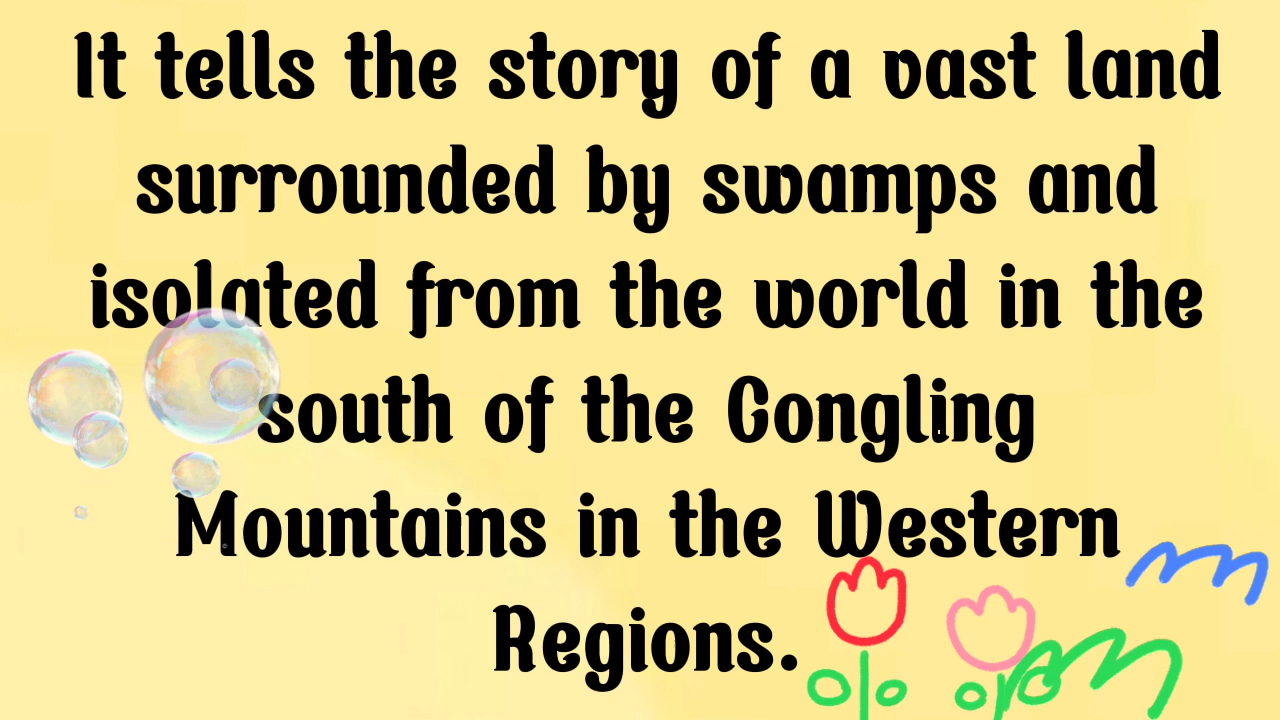 It tells the story of a vast land
surrounded by swamps and
isolated from the world in the
south of the Gongling
Mountains in the Western
Regions.